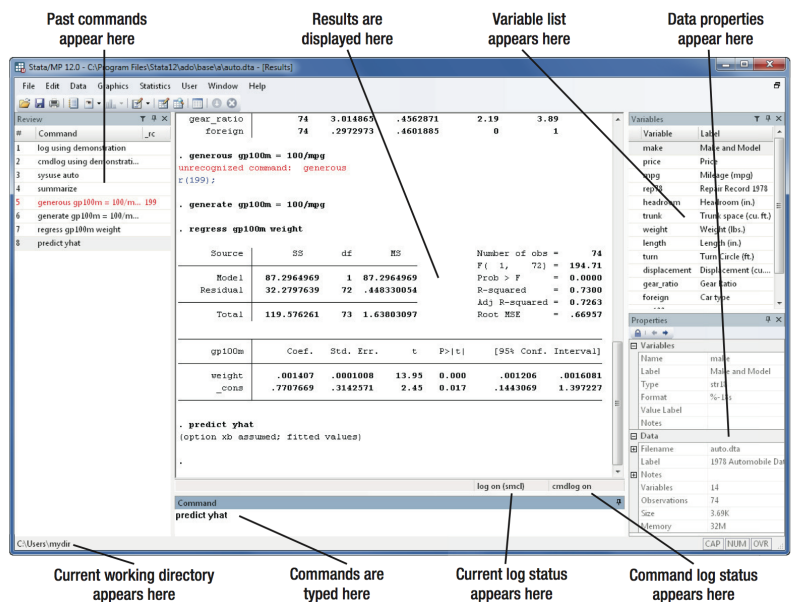 Past commands
appear here
Results are
displayed here
Variable list
appears here
Data properties
appear here
Stata/MP 12.0 - C:\Program Files\Stata12\ado\base\a\auto.dta - [Results]
File Edit Data Graphics Statistics User Window Help
Review
# Command _rc
1 log using demonstration
2 cmdlog using demonstrati...
3 sysuse auto
4 summarize
5 generous gp100m = 100/m... 199
6 generate gp100m = 100/m...
7 regress gp100m weight
8 predict yhat
gear_ratio 74 3.014865 .4562871 2.19 3.89
foreign 74 .2972973 .4601885 0 1
. generous gp100m = 100/mpg
unrecognized command: generous
r(199);
. generate gp100m = 100/mpg
. regress gp100m weight
Source SS df MS Number of obs = 74
F( 1, 72) = 194.71
Model 87.2964969 1 87.2964969 Prob > F = 0.0000
Residual 32.2797639 72 .448330054 R-squared = 0.7300
Adj R-squared = 0.7263
Total 119.576261 73 1.63803097 Root MSE = .66957
gp100m Coef. Std. Err. t P>|t| [95% Conf. Interval]
weight .001407 .0001008 13.95 0.000 .001206 .0016081
_cons .7707669 .3142571 2.45 0.017 .1443069 1.397227
. predict yhat
(option xb assumed; fitted values)
.
log on (smcl) cmdlog on
Command
predict yhat
Variables
Variable Label
make Make and Model
price Price
mpg Mileage (mpg)
rep78 Repair Record 1978
headroom Headroom (in.)
trunk Trunk space (cu. ft.)
weight Weight (lbs.)
length Length (in.)
turn Turn Circle (ft.)
displacement Displacement (cu....
gear_ratio Gear Ratio
foreign Car type
Properties
Variables
Name make
Label Make and Model
Type str18
Format %-18s
Value Label
Notes
Data
Filename auto.dta
Label 1978 Automobile Dat
Notes
Variables 14
Observations 74
Size 3.69K
Memory 32M
C:\Users\mydir
CAP NUM OVR
Current working directory
appears here
Commands are
typed here
Current log status
appears here
Command log status
appears here